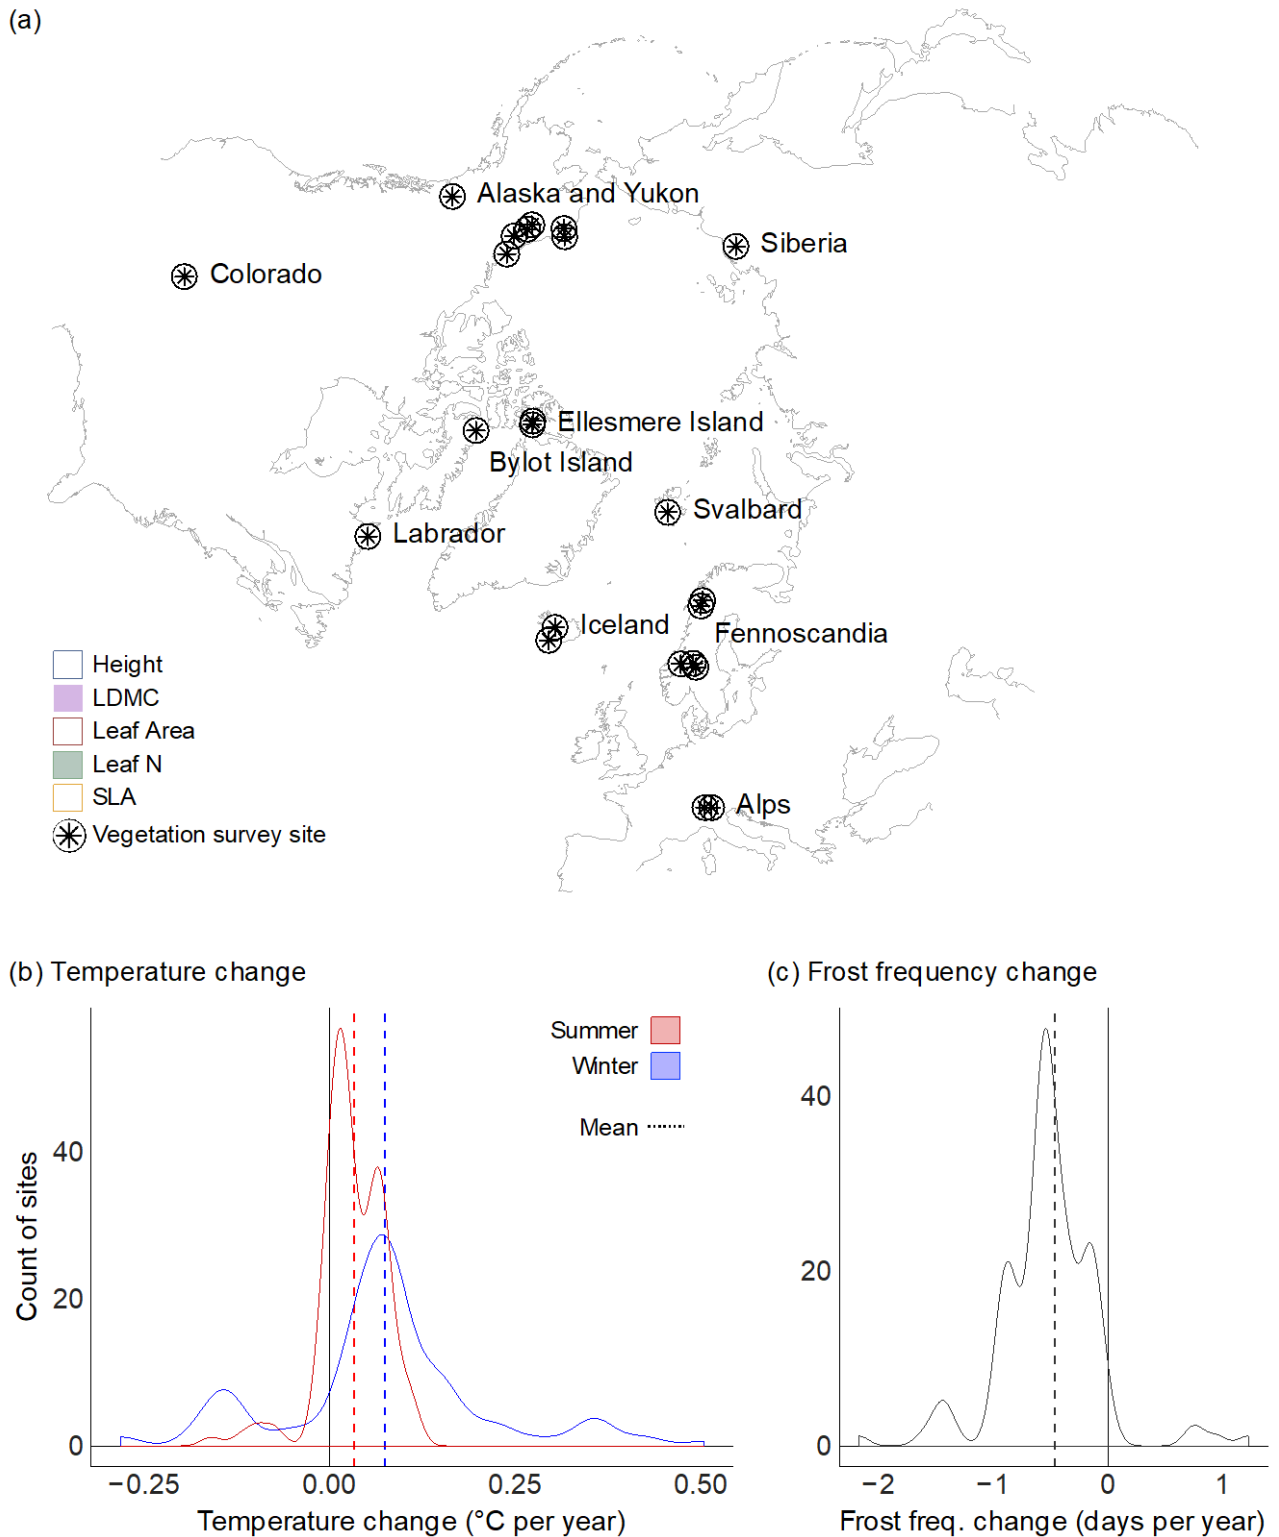 (a)
Alaska and Yukon
Siberia
Colorado
Ellesmere Island
Bylot Island
Svalbard
Labrador
Iceland
Fennoscandia
Height
LDMC
Leaf Area
Leaf N
SLA
Vegetation survey site
Alps
(b) Temperature change
Summer
Winter
Mean
Count of sites
40
20
0
−0.25
0.00
0.25
0.50
Temperature change (°C per year)
(c) Frost frequency change
40
20
0
−2
−1
0
1
Frost freq. change (days per year)